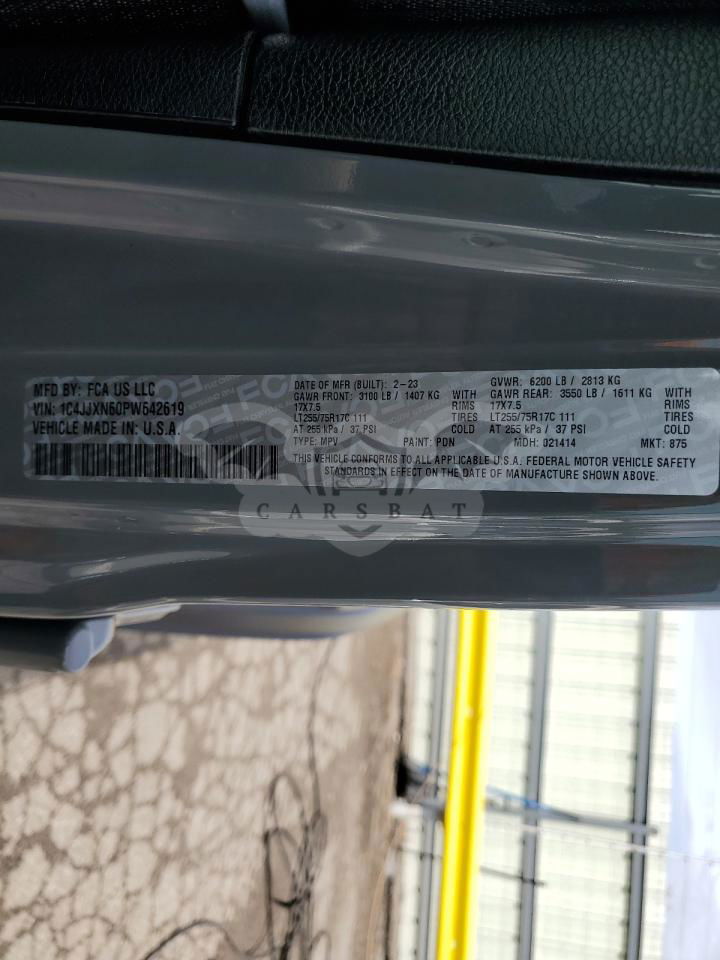 MFD BY: FCA US LLC
VIN: 1C4JJXN60PW642619
VEHICLE MADE IN: U.S.A.
DATE OF MFR (BUILT): 2-23
GAWR FRONT: 3100 LB / 1407 KG WITH
17X7.5 RIMS
LT255/75R17C 111 TIRES
AT 255 kPa / 37 PSI COLD
TYPE: MPV PAINT: PDN
GVWR: 6200 LB / 2813 KG
GAWR REAR: 3550 LB / 1611 KG WITH
17X7.5 RIMS
LT255/75R17C 111 TIRES
AT 255 kPa / 37 PSI COLD
MDH: 021414 MKT: 875
THIS VEHICLE CONFORMS TO ALL APPLICABLE U.S.A. FEDERAL MOTOR VEHICLE SAFETY
STANDARDS IN EFFECT ON THE DATE OF MANUFACTURE SHOWN ABOVE.
CARSBAT